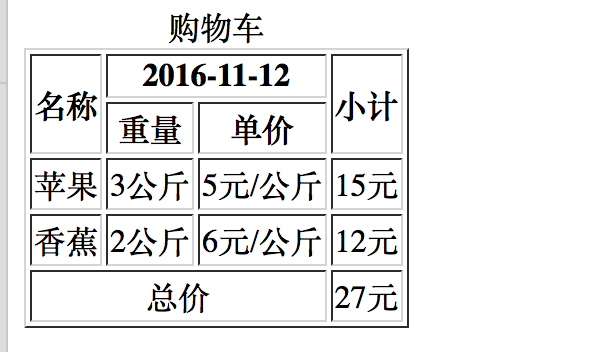 购物车
名称 2016-11-12 小计
重量 单价
苹果 3公斤 5元/公斤 15元
香蕉 2公斤 6元/公斤 12元
总价 27元